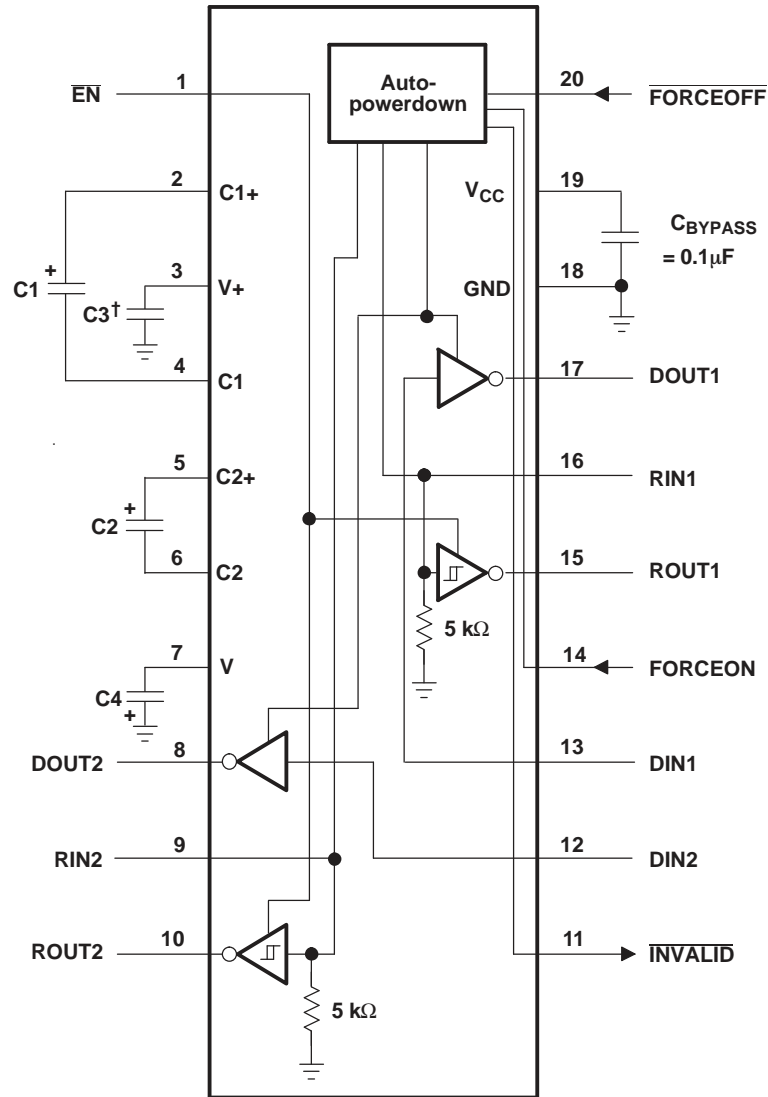 Auto-
powerdown
1
EN
20
FORCEOFF
2
C1+
VCC
19
CBYPASS
= 0.1μF
+
C1
3
V+
C3†
GND
18
4
C1
17
DOUT1
5
C2+
16
RIN1
+
C2
6
C2
15
ROUT1
5 kΩ
7
V
14
FORCEON
C4
+
8
DOUT2
13
DIN1
9
RIN2
12
DIN2
10
ROUT2
11
INVALID
5 kΩ